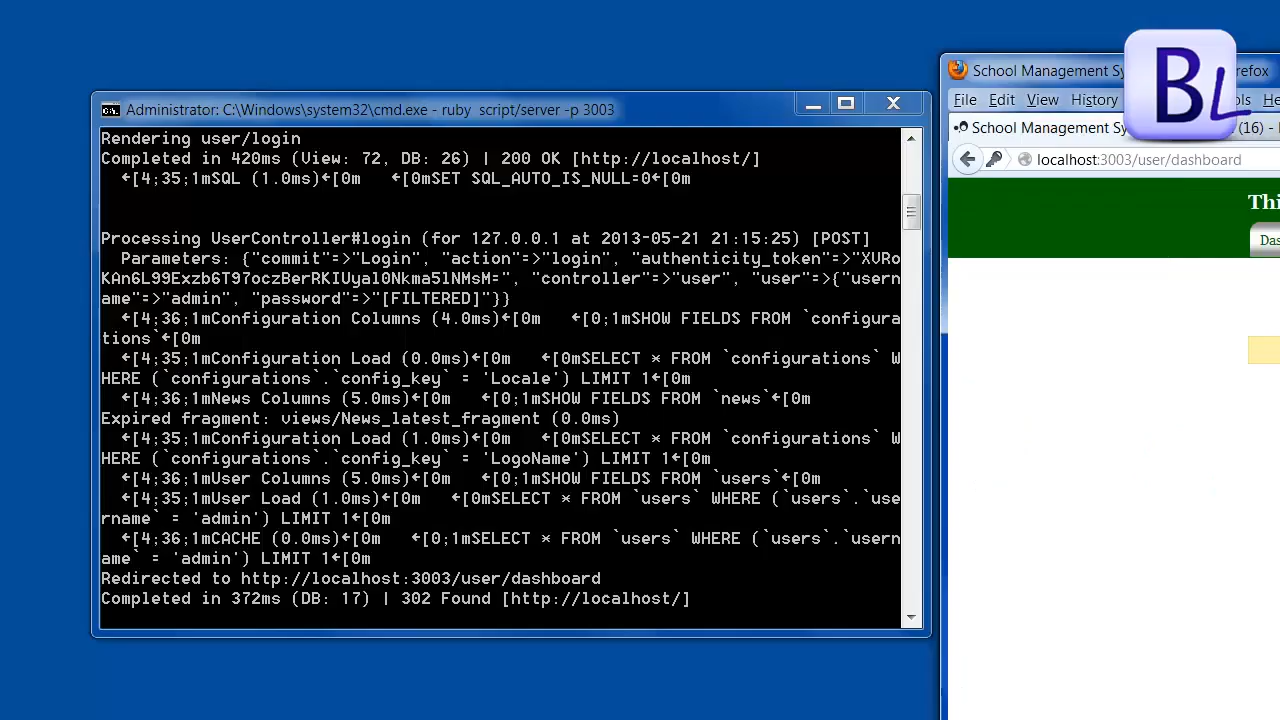 Administrator: C:\Windows\system32\cmd.exe - ruby  script/server -p 3003
Rendering user/login
Completed in 420ms (View: 72, DB: 26) | 200 OK [http://localhost/]
←[4;35;1mSQL (1.0ms)←[0m   ←[0mSET SQL_AUTO_IS_NULL=0←[0m
Processing UserController#login (for 127.0.0.1 at 2013-05-21 21:15:25) [POST]
Parameters: {"commit"=>"Login", "action"=>"login", "authenticity_token"=>"XVRo
KAn6L99Exzb6T97oczBerRKIUyal0Nkma5lNMsM=", "controller"=>"user", "user"=>{"usern
ame"=>"admin", "password"=>"[FILTERED]"}}
←[4;36;1mConfiguration Columns (4.0ms)←[0m   ←[0;1mSHOW FIELDS FROM `configura
tions`←[0m
←[4;35;1mConfiguration Load (0.0ms)←[0m   ←[0mSELECT * FROM `configurations` W
HERE (`configurations`.`config_key` = 'Locale') LIMIT 1←[0m
←[4;36;1mNews Columns (5.0ms)←[0m   ←[0;1mSHOW FIELDS FROM `news`←[0m
Expired fragment: views/News_latest_fragment (0.0ms)
←[4;35;1mConfiguration Load (1.0ms)←[0m   ←[0mSELECT * FROM `configurations` W
HERE (`configurations`.`config_key` = 'LogoName') LIMIT 1←[0m
←[4;36;1mUser Columns (5.0ms)←[0m   ←[0;1mSHOW FIELDS FROM `users`←[0m
←[4;35;1mUser Load (1.0ms)←[0m   ←[0mSELECT * FROM `users` WHERE (`users`.`use
rname` = 'admin') LIMIT 1←[0m
←[4;36;1mCACHE (0.0ms)←[0m   ←[0;1mSELECT * FROM `users` WHERE (`users`.`usern
ame` = 'admin') LIMIT 1←[0m
Redirected to http://localhost:3003/user/dashboard
Completed in 372ms (DB: 17) | 302 Found [http://localhost/]
BL
School Management Sy refox
File Edit View History ols He
School Management Sy (16) -
localhost:3003/user/dashboard
Thi
Das